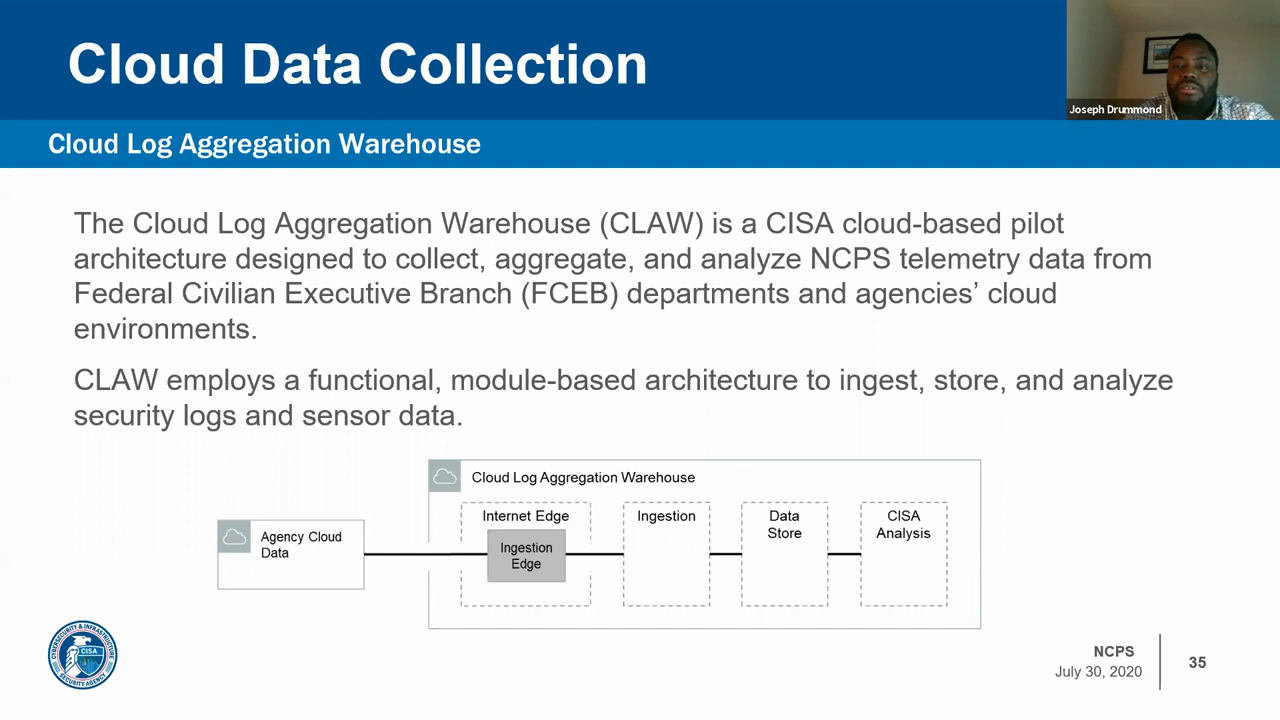 Cloud Data Collection
Joseph Drummond
Cloud Log Aggregation Warehouse
The Cloud Log Aggregation Warehouse (CLAW) is a CISA cloud-based pilot
architecture designed to collect, aggregate, and analyze NCPS telemetry data from
Federal Civilian Executive Branch (FCEB) departments and agencies’ cloud
environments.
CLAW employs a functional, module-based architecture to ingest, store, and analyze
security logs and sensor data.
Cloud Log Aggregation Warehouse
Agency Cloud
Data
Internet Edge
Ingestion
Edge
Ingestion
Data
Store
CISA
Analysis
CYBERSECURITY & INFRASTRUCTURE
CISA
SECURITY AGENCY
NCPS
July 30, 2020
35